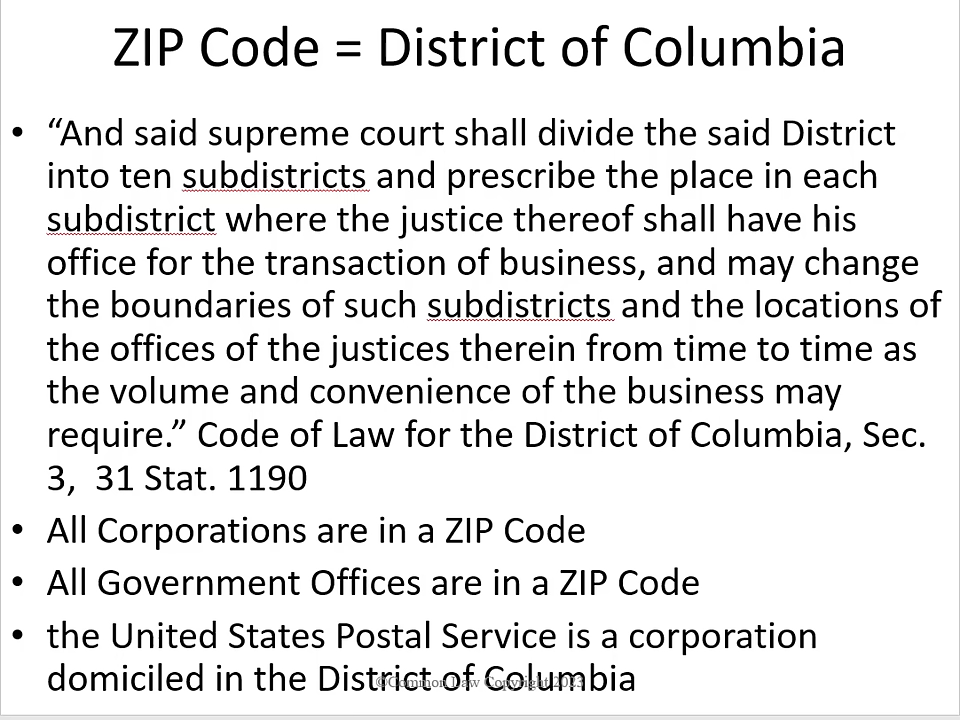 ZIP Code = District of Columbia
• “And said supreme court shall divide the said District
into ten subdistricts and prescribe the place in each
subdistrict where the justice thereof shall have his
office for the transaction of business, and may change
the boundaries of such subdistricts and the locations of
the offices of the justices therein from time to time as
the volume and convenience of the business may
require.” Code of Law for the District of Columbia, Sec.
3,  31 Stat. 1190
• All Corporations are in a ZIP Code
• All Government Offices are in a ZIP Code
• the United States Postal Service is a corporation
domiciled in the District of Columbia
©Common Law Copyright